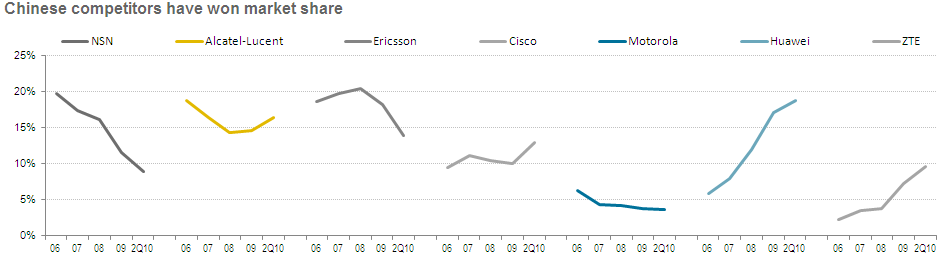 Chinese competitors have won market share
NSN Alcatel-Lucent Ericsson Cisco Motorola Huawei ZTE
25%
20%
15%
10%
5%
0%
06 07 08 09 2Q10 06 07 08 09 2Q10 06 07 08 09 2Q10 06 07 08 09 2Q10 06 07 08 09 2Q10 06 07 08 09 2Q10 06 07 08 09 2Q10